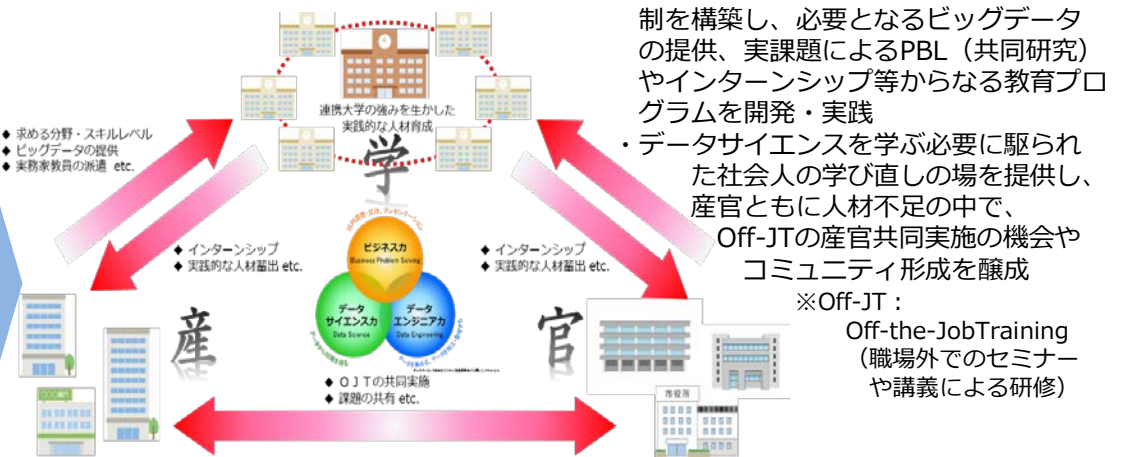 制を構築し、必要となるビッグデータ
の提供、実課題によるPBL（共同研究）
やインターンシップ等からなる教育プロ
グラムを開発・実践
・データサイエンスを学ぶ必要に駆られ
た社会人の学び直しの場を提供し、
産官ともに人材不足の中で、
Off-JTの産官共同実施の機会や
コミュニティ形成を醸成
※Off-JT：
Off-the-JobTraining
（職場外でのセミナー
や講義による研修）
連携大学の強みを生かした
実践的な人材育成
学
◆ 求める分野・スキルレベル
◆ ビッグデータの提供
◆ 実務家教員の派遣 etc.
◆ インターンシップ
◆ 実践的な人材輩出 etc.
◆ インターンシップ
◆ 実践的な人材輩出 etc.
ビジネス力
Business Problem Solving
データ
サイエンス力
Data Science
データ
エンジニア力
Data Engineering
産
官
◆ OJTの共同実施
◆ 課題の共有 etc.
市役所